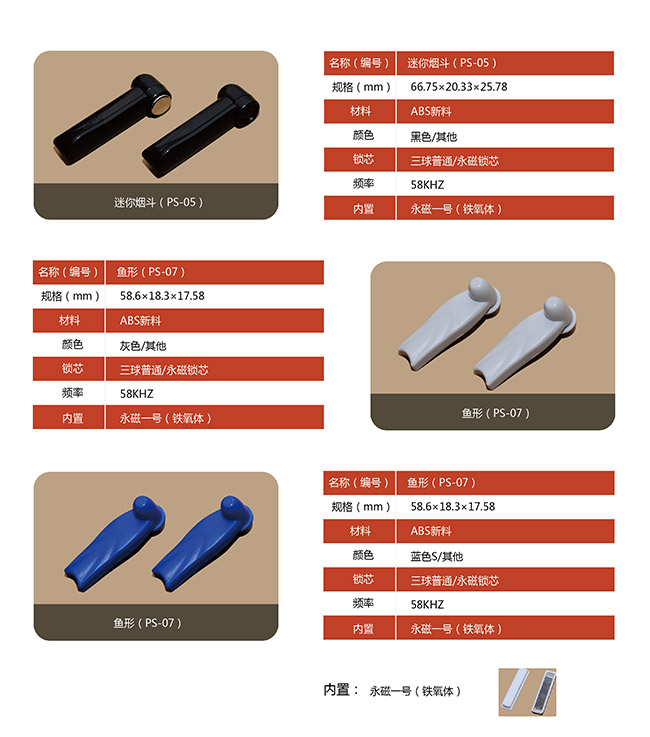 名称（编号） 迷你烟斗（PS-05）
规格（mm） 66.75×20.33×25.78
材料 ABS新料
颜色 黑色/其他
锁芯 三球普通/永磁锁芯
频率 58KHZ
内置 永磁一号（铁氧体）
迷你烟斗（PS-05）
名称（编号） 鱼形（PS-07）
规格（mm） 58.6×18.3×17.58
材料 ABS新料
颜色 灰色/其他
锁芯 三球普通/永磁锁芯
频率 58KHZ
内置 永磁一号（铁氧体）
鱼形（PS-07）
名称（编号） 鱼形（PS-07）
规格（mm） 58.6×18.3×17.58
材料 ABS新料
颜色 蓝色S/其他
锁芯 三球普通/永磁锁芯
频率 58KHZ
内置 永磁一号（铁氧体）
鱼形（PS-07）
内置： 永磁一号（铁氧体）